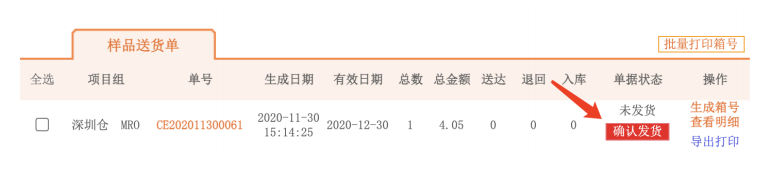 样品送货单
批量打印箱号
全选 项目组 单号 生成日期 有效日期 总数 总金额 送达 退回 入库 单据状态 操作
深圳仓 MRO CE202011300061 2020-11-30 15:14:25 2020-12-30 1 4.05 0 0 0 未发货 确认发货 生成箱号 查看明细 导出打印